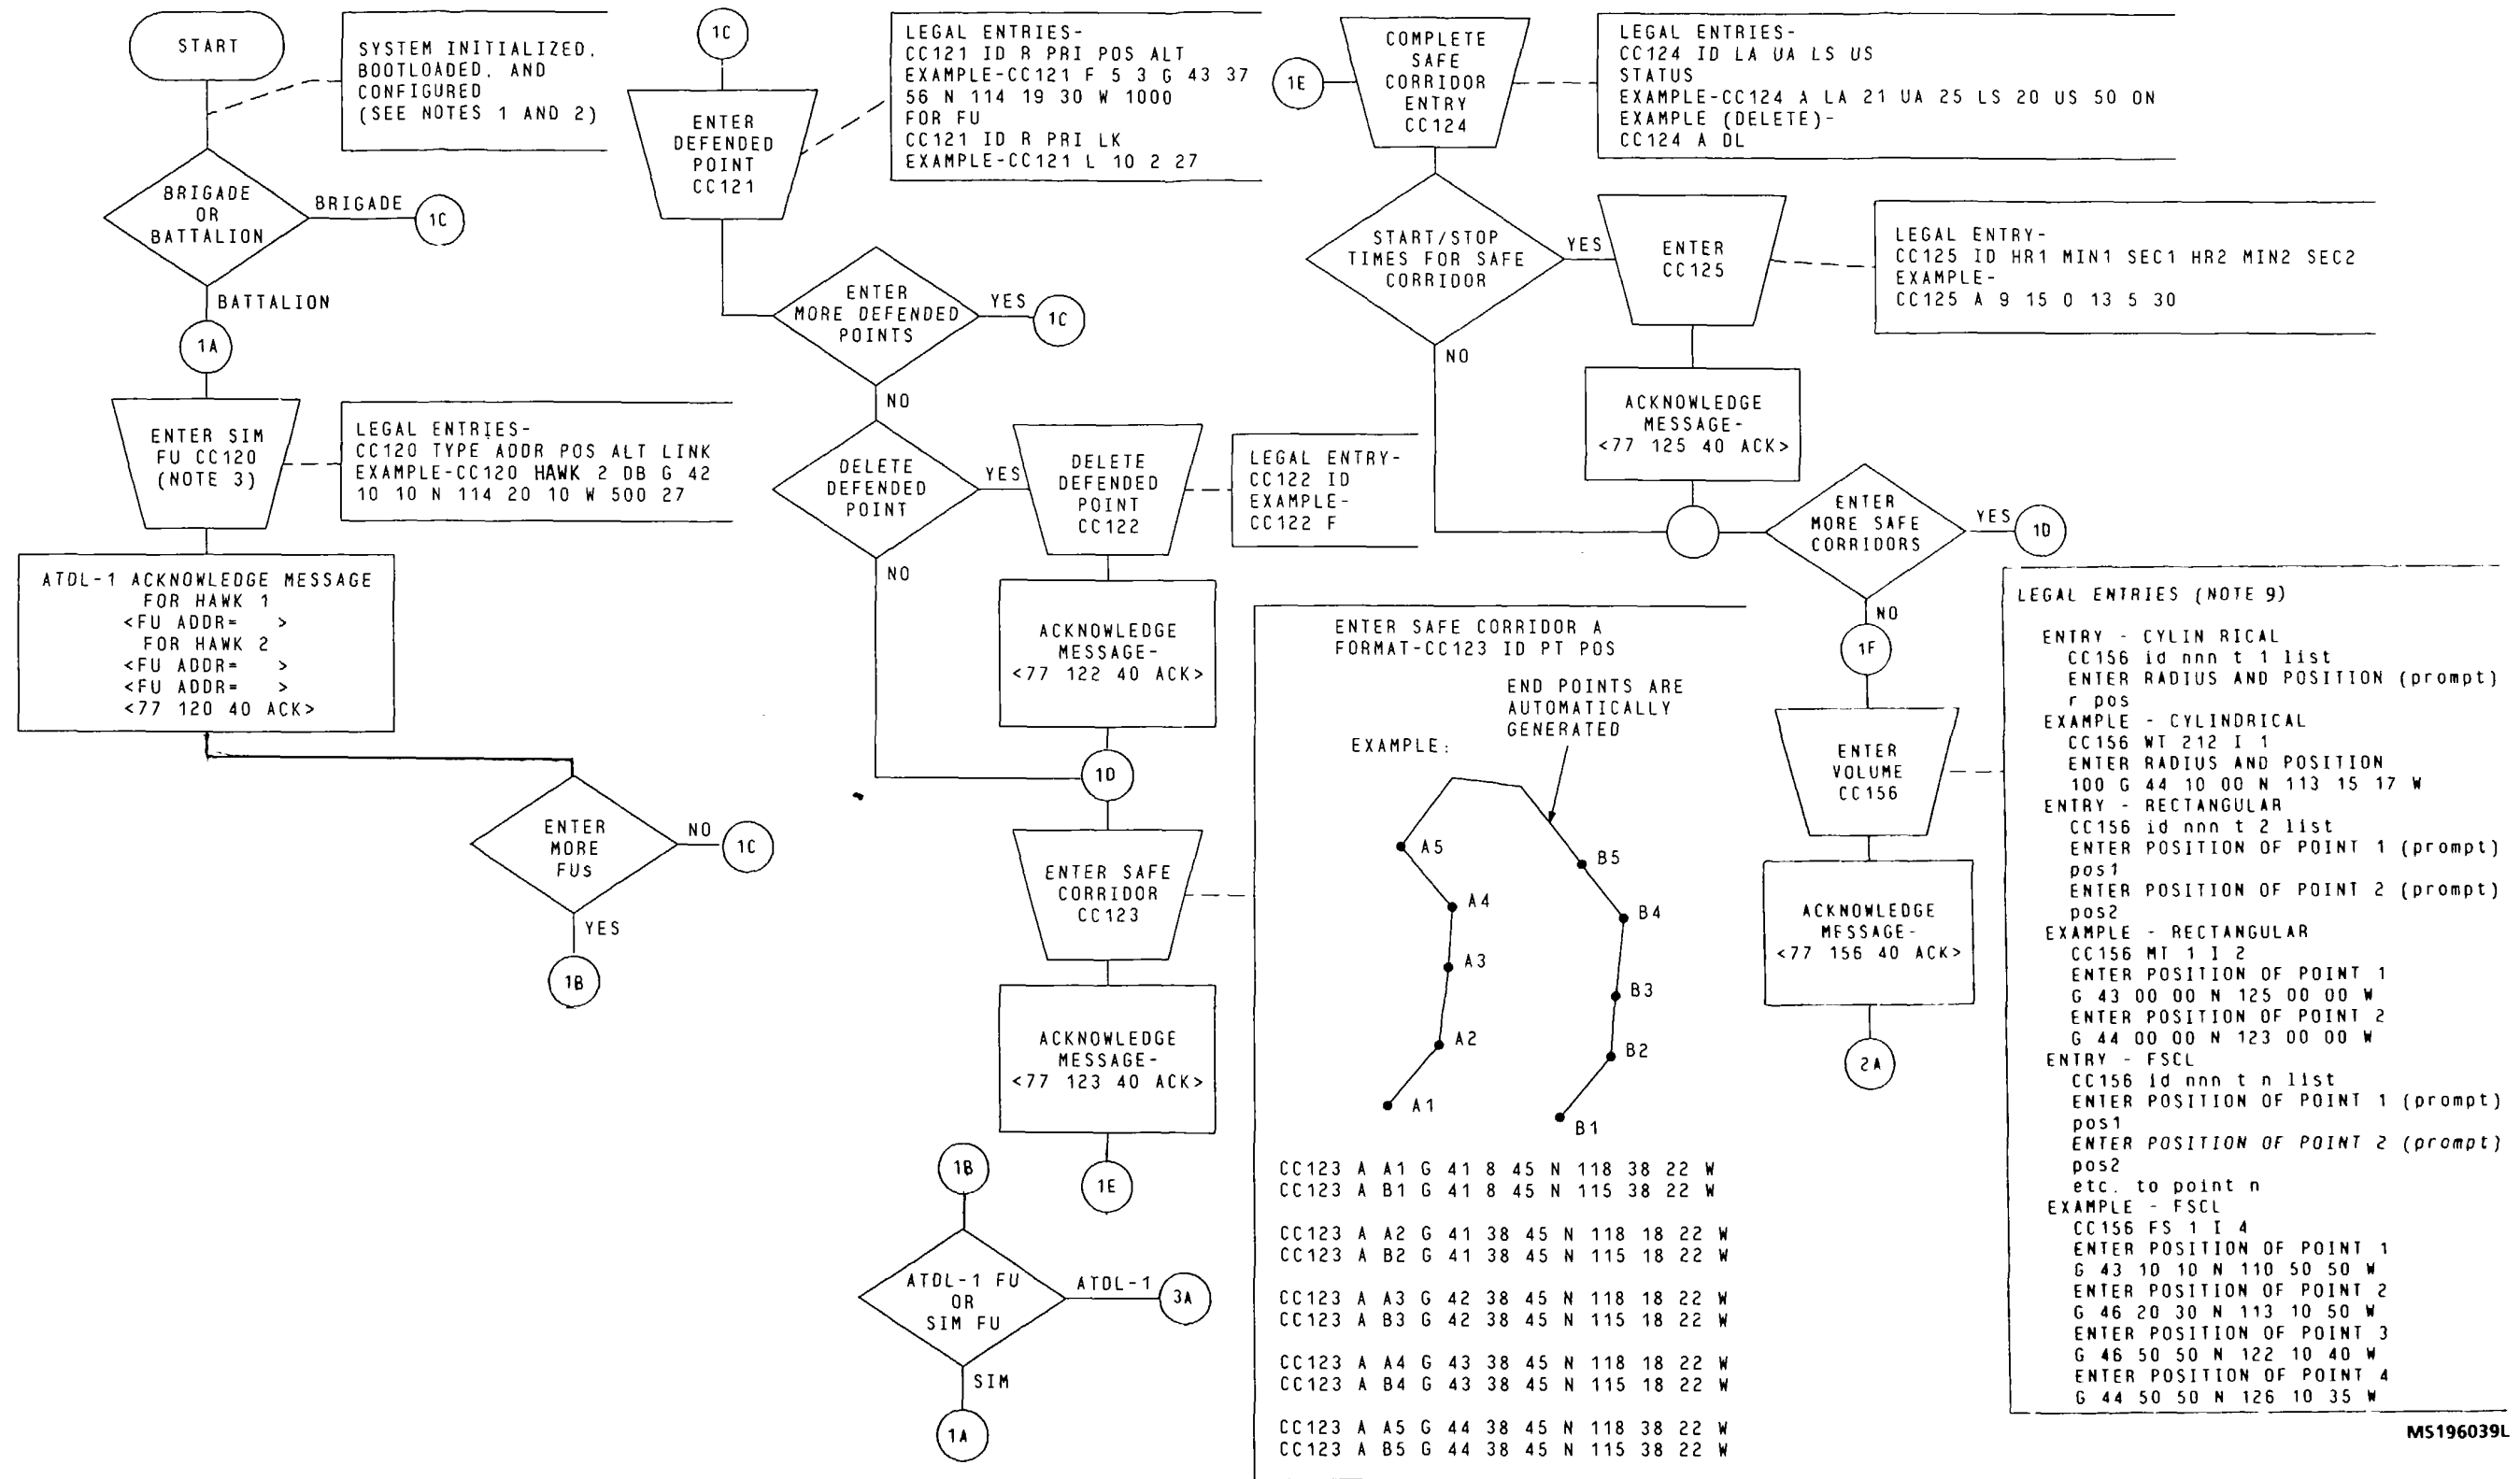 START
SYSTEM INITIALIZED,
BOOTLOADED, AND
CONFIGURED
(SEE NOTES 1 AND 2)
BRIGADE
OR
BATTALION
BRIGADE
1C
BATTALION
1A
ENTER SIM
FU CC120
(NOTE 3)
LEGAL ENTRIES-
CC120 TYPE ADDR POS ALT LINK
EXAMPLE-CC120 HAWK 2 DB G 42
10 10 N 114 20 10 W 500 27
ATDL-1 ACKNOWLEDGE MESSAGE
FOR HAWK 1
<FU ADDR= >
FOR HAWK 2
<FU ADDR= >
<FU ADDR= >
<77 120 40 ACK>
ENTER
MORE
FUs
NO
1C
YES
1B
1C
ENTER
DEFENDED
POINT
CC121
LEGAL ENTRIES-
CC121 ID R PRI POS ALT
EXAMPLE-CC121 F 5 3 G 43 37
56 N 114 19 30 W 1000
FOR FU
CC121 ID R PRI LK
EXAMPLE-CC121 L 10 2 27
ENTER
MORE DEFENDED
POINTS
YES
1C
NO
DELETE
DEFENDED
POINT
YES
DELETE
DEFENDED
POINT
CC122
LEGAL ENTRY-
CC122 ID
EXAMPLE-
CC122 F
NO
ACKNOWLEDGE
MESSAGE-
<77 122 40 ACK>
1D
ENTER SAFE
CORRIDOR
CC123
ACKNOWLEDGE
MESSAGE-
<77 123 40 ACK>
1E
1B
ATDL-1 FU
OR
SIM FU
ATDL-1
3A
SIM
1A
ENTER SAFE CORRIDOR A
FORMAT-CC123 ID PT POS
END POINTS ARE
AUTOMATICALLY
GENERATED
EXAMPLE:
A5
B5
A4
B4
A3
B3
A2
B2
A1
B1
CC123 A A1 G 41 8 45 N 118 38 22 W
CC123 A B1 G 41 8 45 N 115 38 22 W
CC123 A A2 G 41 38 45 N 118 18 22 W
CC123 A B2 G 41 38 45 N 115 18 22 W
CC123 A A3 G 42 38 45 N 118 18 22 W
CC123 A B3 G 42 38 45 N 115 18 22 W
CC123 A A4 G 43 38 45 N 118 18 22 W
CC123 A B4 G 43 38 45 N 115 18 22 W
CC123 A A5 G 44 38 45 N 118 38 22 W
CC123 A B5 G 44 38 45 N 115 38 22 W
1E
COMPLETE
SAFE
CORRIDOR
ENTRY
CC124
LEGAL ENTRIES-
CC124 ID LA UA LS US
STATUS
EXAMPLE-CC124 A LA 21 UA 25 LS 20 US 50 ON
EXAMPLE (DELETE)-
CC124 A DL
START/STOP
TIMES FOR SAFE
CORRIDOR
YES
ENTER
CC125
LEGAL ENTRY-
CC125 ID HR1 MIN1 SEC1 HR2 MIN2 SEC2
EXAMPLE-
CC125 A 9 15 0 13 5 30
NO
ACKNOWLEDGE
MESSAGE-
<77 125 40 ACK>
ENTER
MORE SAFE
CORRIDORS
YES
1D
NO
1F
ENTER
VOLUME
CC156
ACKNOWLEDGE
MESSAGE-
<77 156 40 ACK>
2A
LEGAL ENTRIES (NOTE 9)
ENTRY - CYLIN RICAL
CC156 id nnn t 1 list
ENTER RADIUS AND POSITION (prompt)
r pos
EXAMPLE - CYLINDRICAL
CC156 WT 212 I 1
ENTER RADIUS AND POSITION
100 G 44 10 00 N 113 15 17 W
ENTRY - RECTANGULAR
CC156 id nnn t 2 list
ENTER POSITION OF POINT 1 (prompt)
pos1
ENTER POSITION OF POINT 2 (prompt)
pos2
EXAMPLE - RECTANGULAR
CC156 MT 1 I 2
ENTER POSITION OF POINT 1
G 43 00 00 N 125 00 00 W
ENTER POSITION OF POINT 2
G 44 00 00 N 123 00 00 W
ENTRY - FSCL
CC156 id nnn t n list
ENTER POSITION OF POINT 1 (prompt)
pos1
ENTER POSITION OF POINT 2 (prompt)
pos2
etc. to point n
EXAMPLE - FSCL
CC156 FS 1 I 4
ENTER POSITION OF POINT 1
G 43 10 10 N 110 50 50 W
ENTER POSITION OF POINT 2
G 46 20 30 N 113 10 50 W
ENTER POSITION OF POINT 3
G 46 50 50 N 122 10 40 W
ENTER POSITION OF POINT 4
G 44 50 50 N 126 10 35 W
MS196039L